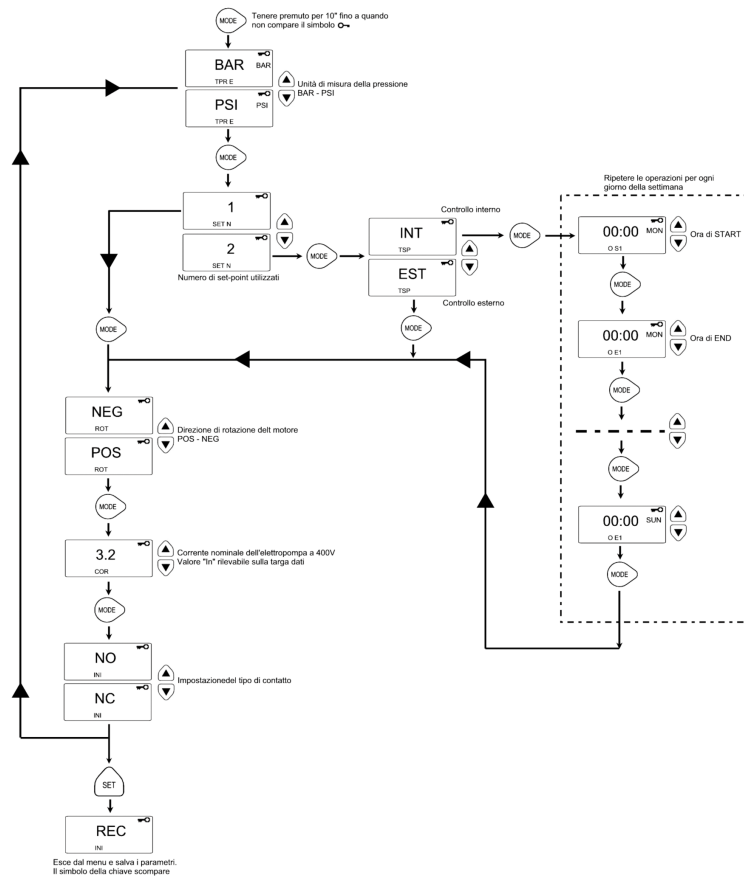 MODE
Tenere premuto per 10" fino a quando
non compare il simbolo
BAR BAR
TPR E
PSI PSI
TPR E
Unità di misura della pressione
BAR - PSI
MODE
1
SET N
2
SET N
Numero di set-point utilizzati
MODE
Controllo interno
INT
TSP
EST
TSP
Controllo esterno
MODE
MODE
Ripetere le operazioni per ogni
giorno della settimana
00:00 MON
O S1
Ora di START
MODE
00:00 MON
O E1
Ora di END
MODE
MODE
00:00 SUN
O E1
MODE
MODE
NEG
ROT
POS
ROT
Direzione di rotazione delt motore
POS - NEG
MODE
3.2
COR
Corrente nominale dell'elettropompa a 400V
Valore "In" rilevabile sulla targa dati
MODE
NO
INI
NC
INI
Impostazionedel tipo di contatto
SET
REC
INI
Esce dal menu e salva i parametri.
Il simbolo della chiave scompare